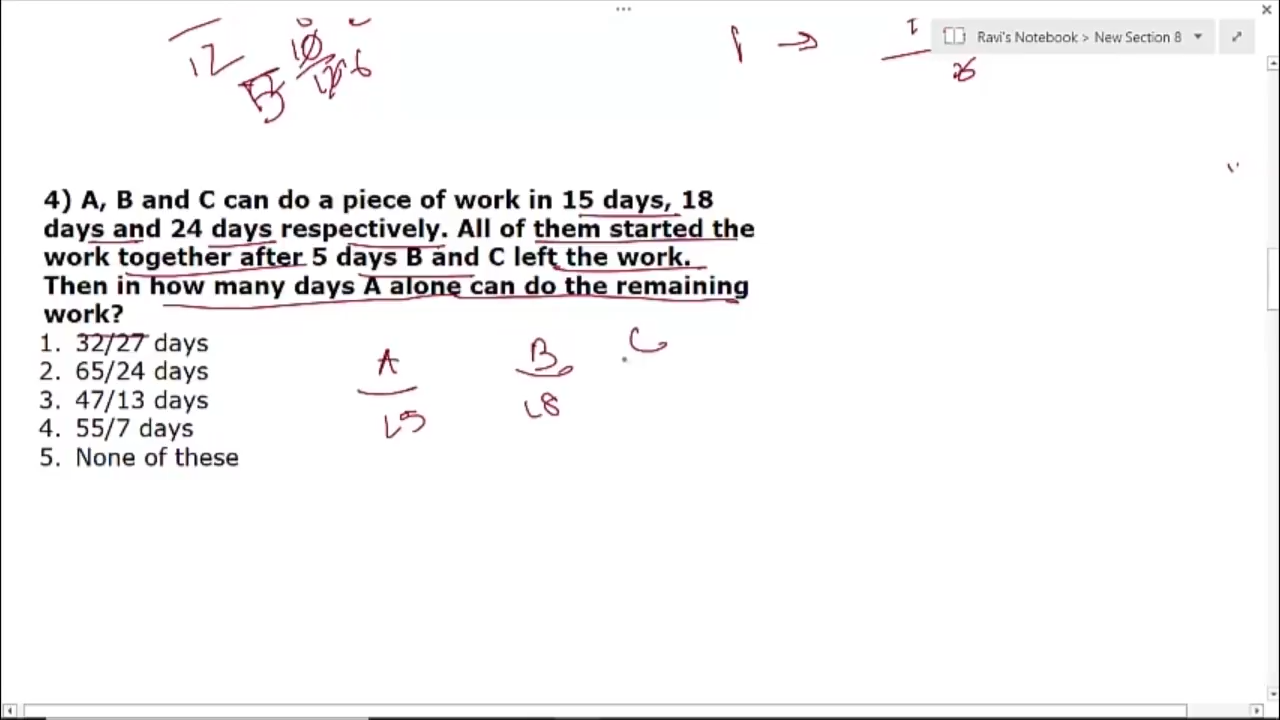 Ravi's Notebook > New Section 8
12
4) A, B and C can do a piece of work in 15 days, 18
days and 24 days respectively. All of them started the
work together after 5 days B and C left the work.
Then in how many days A alone can do the remaining
work?
1. 32/27 days
2. 65/24 days
3. 47/13 days
4. 55/7 days
5. None of these
A B C
15 18